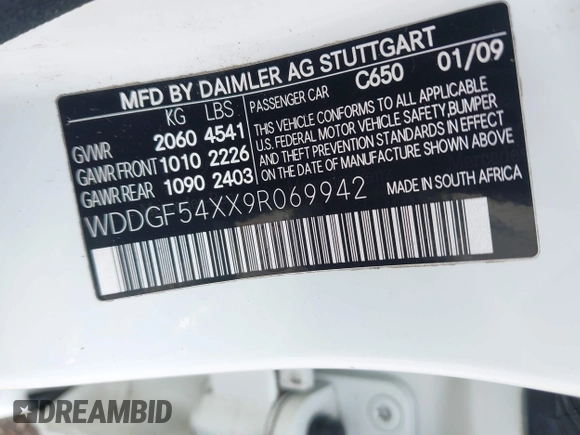 MFD BY DAIMLER AG STUTTGART
KG LBS PASSENGER CAR C650 01/09
GVWR 2060 4541
GAWR FRONT 1010 2226
GAWR REAR 1090 2403
THIS VEHICLE CONFORMS TO ALL APPLICABLE
U.S. FEDERAL MOTOR VEHICLE SAFETY, BUMPER
AND THEFT PREVENTION STANDARDS IN EFFECT
ON THE DATE OF MANUFACTURE SHOWN ABOVE
WDDGF54XX9R069942 MADE IN SOUTH AFRICA
DREAMBID